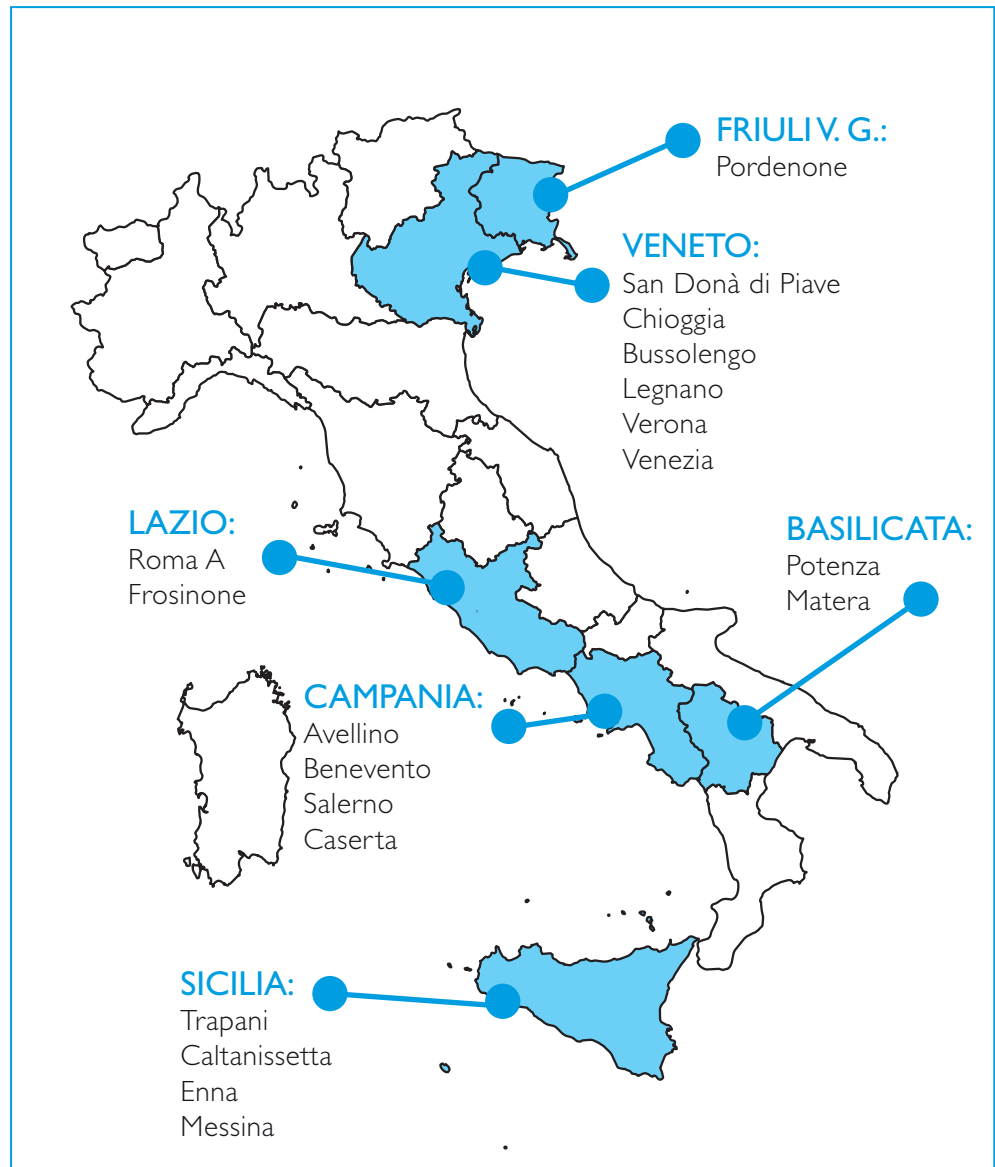 FRIULI V. G.:
Pordenone
VENETO:
San Donà di Piave
Chioggia
Bussolengo
Legnano
Verona
Venezia
LAZIO:
Roma A
Frosinone
BASILICATA:
Potenza
Matera
CAMPANIA:
Avellino
Benevento
Salerno
Caserta
SICILIA:
Trapani
Caltanissetta
Enna
Messina